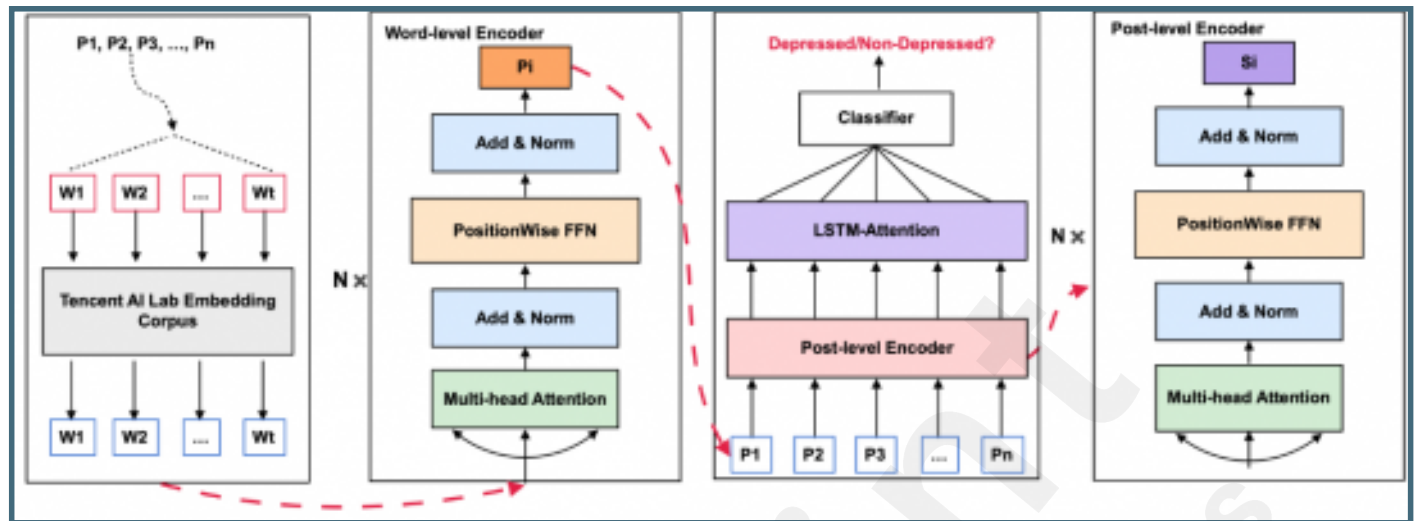 P1, P2, P3, ..., Pn
W1 W2 ... Wt
Tencent AI Lab Embedding
Corpus
W1 W2 ... Wt
N ×
Word-level Encoder
Pi
Add & Norm
PositionWise FFN
Add & Norm
Multi-head Attention
Depressed/Non-Depressed?
Classifier
LSTM-Attention
Post-level Encoder
P1 P2 P3 ... Pn
N ×
Post-level Encoder
Si
Add & Norm
PositionWise FFN
Add & Norm
Multi-head Attention